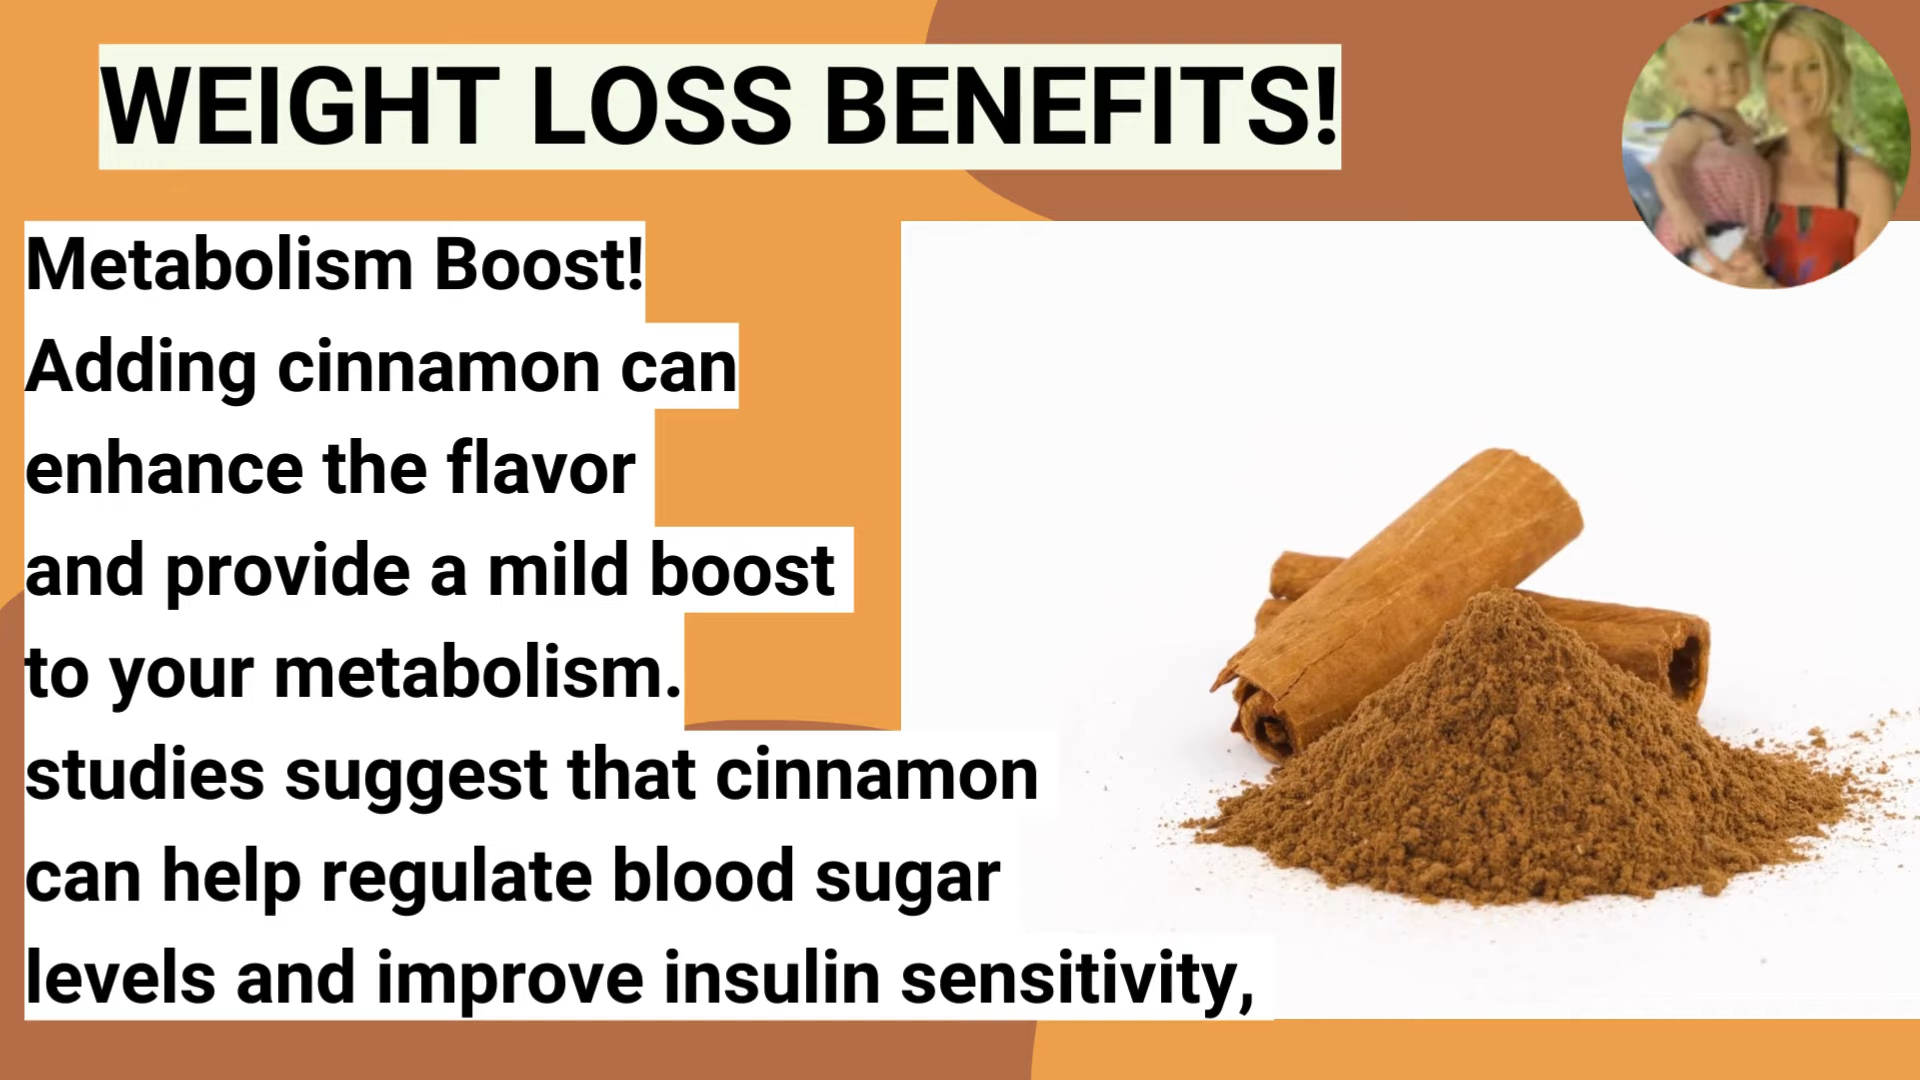 WEIGHT LOSS BENEFITS!
Metabolism Boost!
Adding cinnamon can
enhance the flavor
and provide a mild boost
to your metabolism.
studies suggest that cinnamon
can help regulate blood sugar
levels and improve insulin sensitivity,